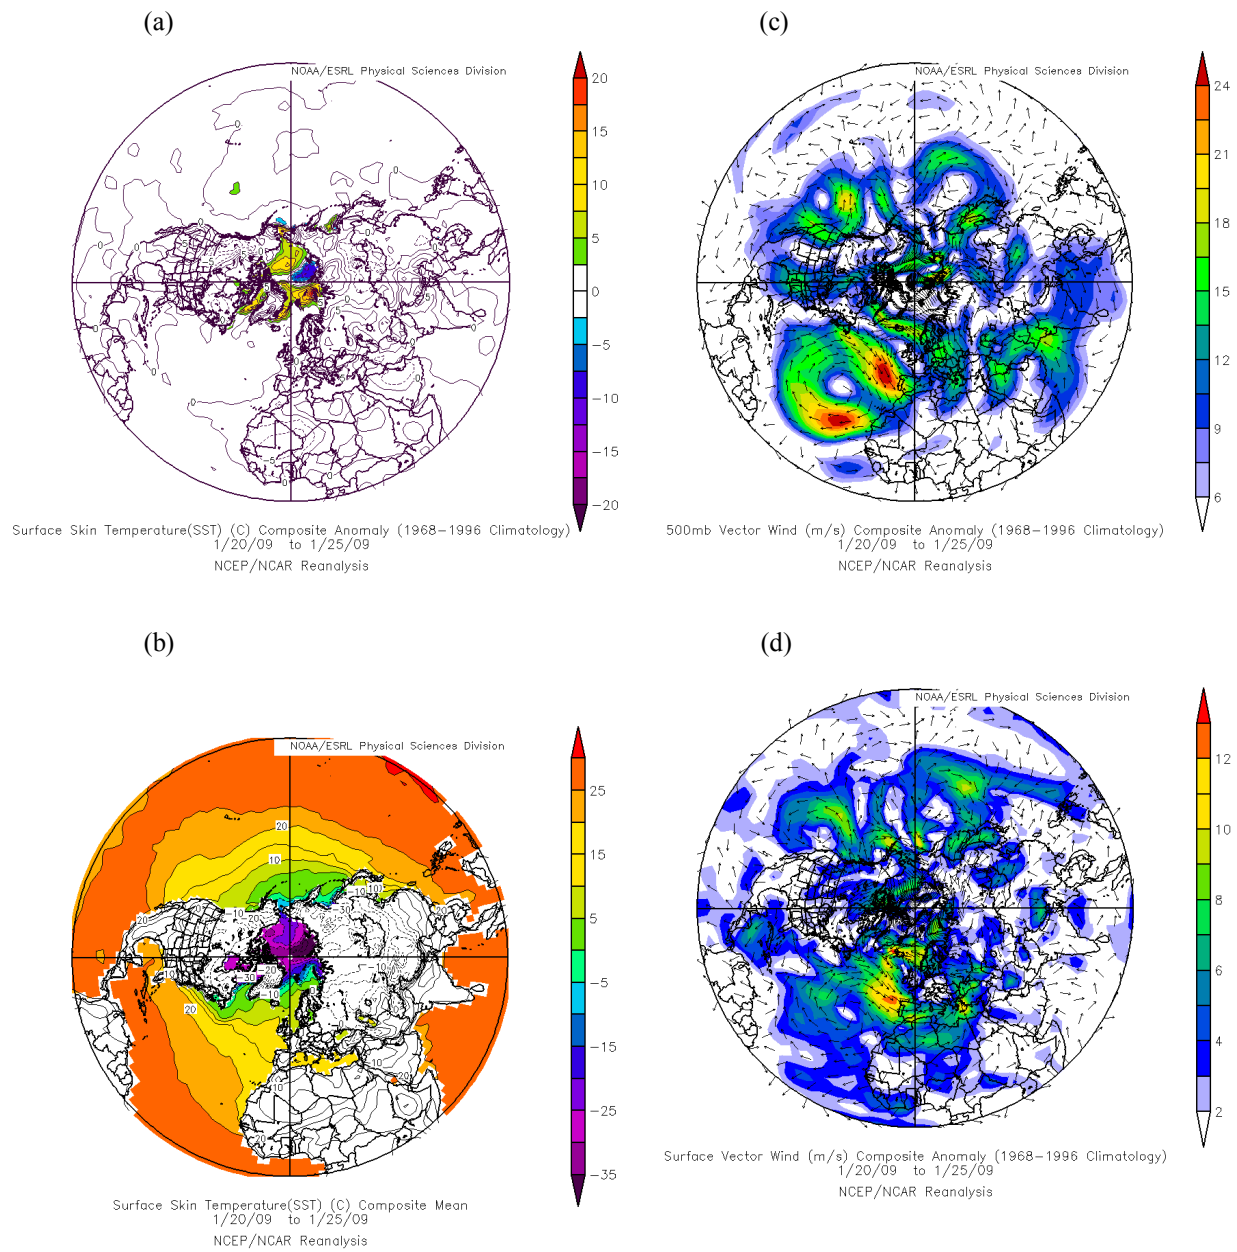 (a)
NOAA/ESRL Physical Sciences Division
20
15
10
5
0
−5
−10
−15
−20
Surface Skin Temperature(SST) (C) Composite Anomaly (1968−1996 Climatology)
1/20/09 to 1/25/09
NCEP/NCAR Reanalysis
(c)
NOAA/ESRL Physical Sciences Division
24
21
18
15
12
9
6
500mb Vector Wind (m/s) Composite Anomaly (1968−1996 Climatology)
1/20/09 to 1/25/09
NCEP/NCAR Reanalysis
(b)
NOAA/ESRL Physical Sciences Division
25
15
5
−5
−15
−25
−35
20
10
Surface Skin Temperature(SST) (C) Composite Mean
1/20/09 to 1/25/09
NCEP/NCAR Reanalysis
(d)
NOAA/ESRL Physical Sciences Division
12
10
8
6
4
2
Surface Vector Wind (m/s) Composite Anomaly (1968−1996 Climatology)
1/20/09 to 1/25/09
NCEP/NCAR Reanalysis